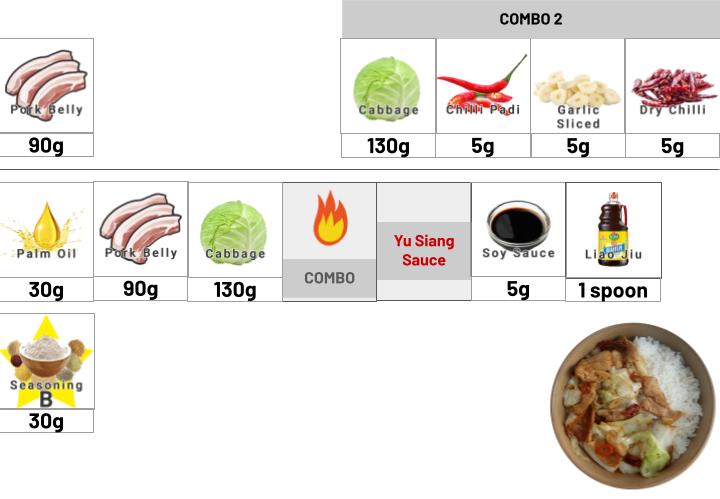 COMBO 2
Pork Belly
Cabbage
Chilli Padi
Garlic
Sliced
Dry Chilli
90g
130g
5g
5g
5g
Palm Oil
Pork Belly
Cabbage
COMBO
Yu Siang
Sauce
Soy Sauce
Liao Jiu
30g
90g
130g
5g
1 spoon
Seasoning
B
30g